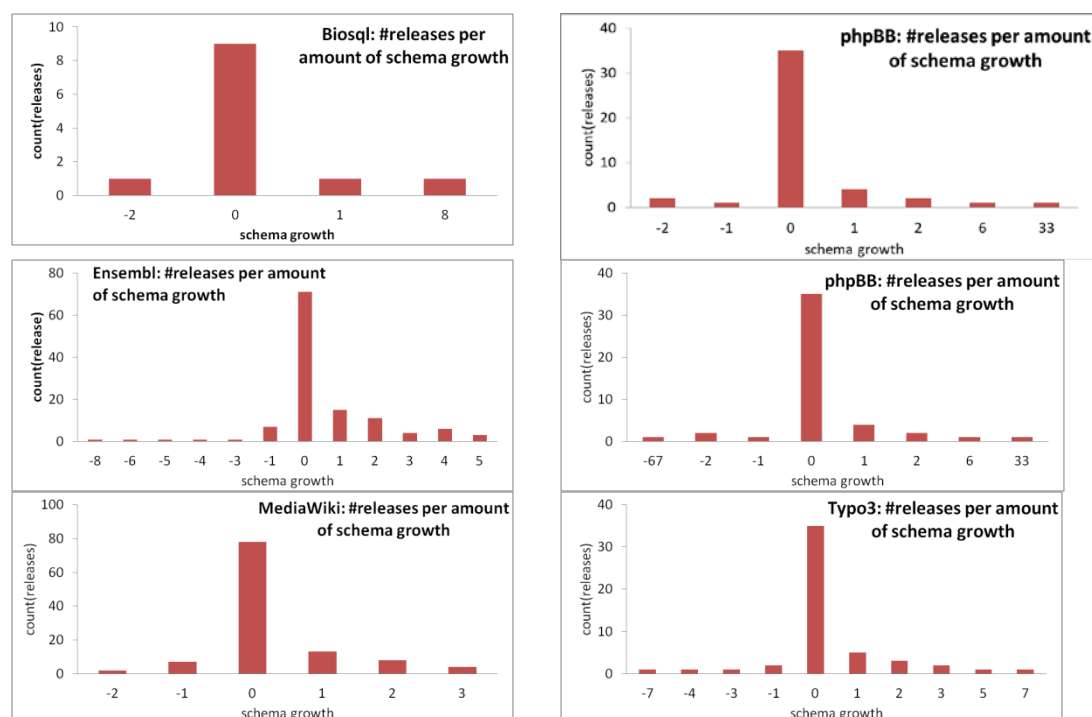 Biosql: #releases per
amount of schema growth
count(releases)
10
8
6
4
2
0
-2 0 1 8
schema growth
phpBB: #releases per amount
of schema growth
count(releases)
40
30
20
10
0
-2 -1 0 1 2 6 33
schema growth
Ensembl: #releases per amount
of schema growth
count(release)
80
60
40
20
0
-8 -6 -5 -4 -3 -1 0 1 2 3 4 5
schema growth
phpBB: #releases per amount
of schema growth
count(releases)
40
30
20
10
0
-67 -2 -1 0 1 2 6 33
schema growth
MediaWiki: #releases per amount
of schema growth
count(releases)
100
80
60
40
20
0
-2 -1 0 1 2 3
schema growth
Typo3: #releases per amount
of schema growth
count(releases)
40
30
20
10
0
-7 -4 -3 -1 0 1 2 3 5 7
schema growth